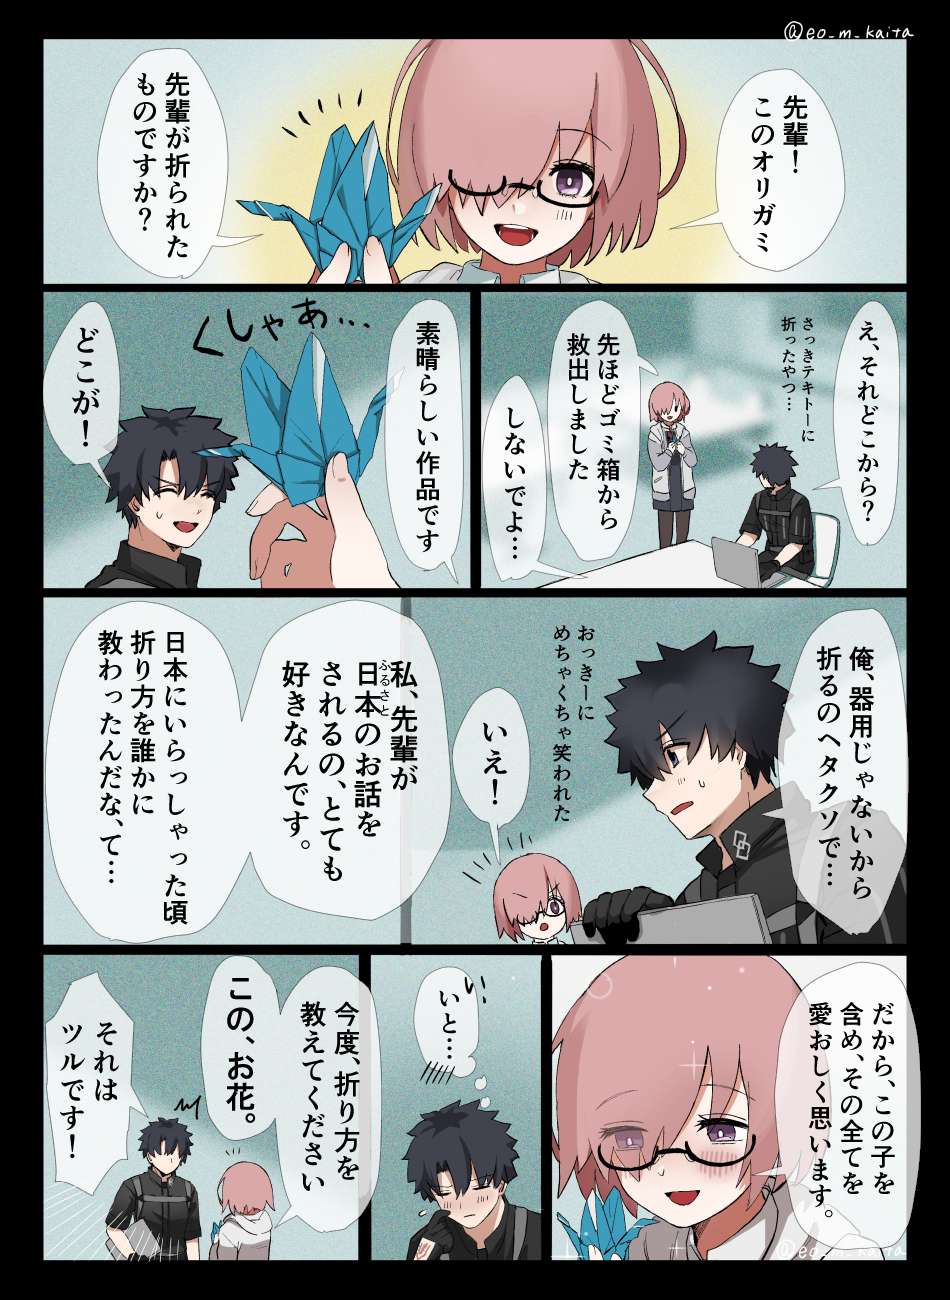 @eo_m_kaita
先輩！
このオリガミ
先輩が折られた
ものですか？
え、それどこから？
さっきテキトーに
折ったやつ…
先ほどゴミ箱から
救出しました
しないでよ…
素晴らしい作品です
くしゃあ…
どこが！
俺、器用じゃないから
折るのヘタクソで…
おっきーに
めちゃくちゃ笑われた
いえ！
私、先輩が
日本のお話を
ふるさと
されるの、とても
好きなんです。
日本にいらっしゃった頃
折り方を誰かに
教わったんだな、て…
だから、この子を
含め、その全てを
愛おしく思います。
@eo_m_kaita
い、
いと…
今度、折り方を
教えてください
この、お花。
それは
ツルです！